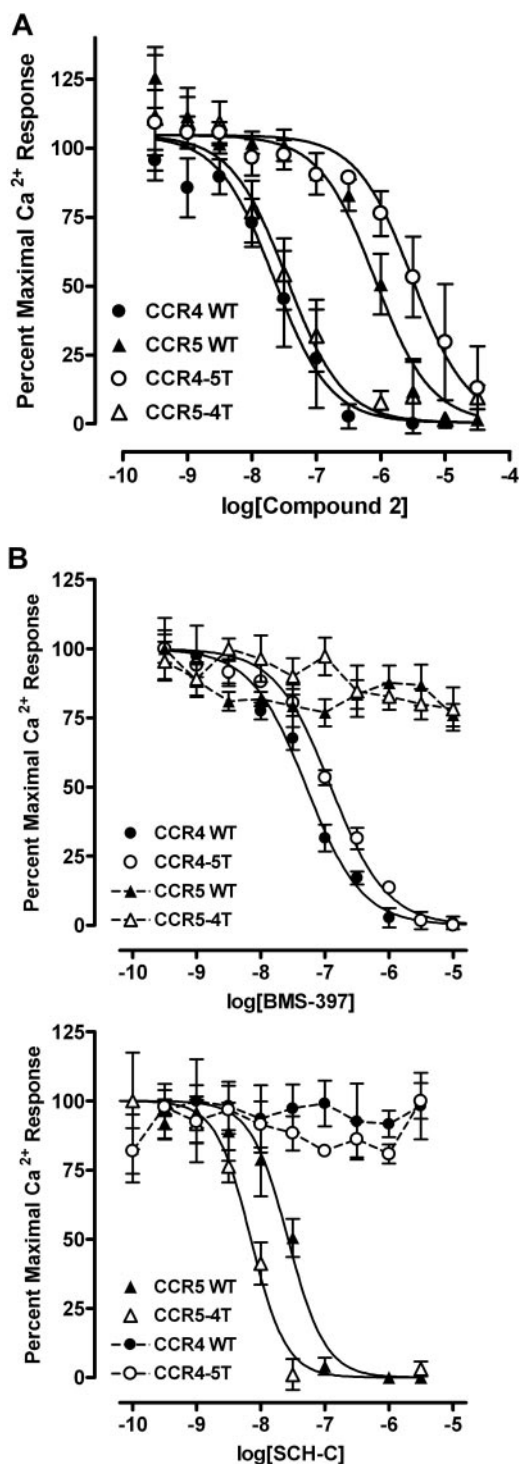 A
Percent Maximal Ca 2+ Response
125
100
75
50
25
0
CCR4 WT
CCR5 WT
CCR4-5T
CCR5-4T
-10 -9 -8 -7 -6 -5 -4
log[Compound 2]
B
Percent Maximal Ca 2+ Response
125
100
75
50
25
0
CCR4 WT
CCR4-5T
CCR5 WT
CCR5-4T
-10 -9 -8 -7 -6 -5
log[BMS-397]
Percent Maximal Ca 2+ Response
125
100
75
50
25
0
CCR5 WT
CCR5-4T
CCR4 WT
CCR4-5T
-10 -9 -8 -7 -6 -5
log[SCH-C]